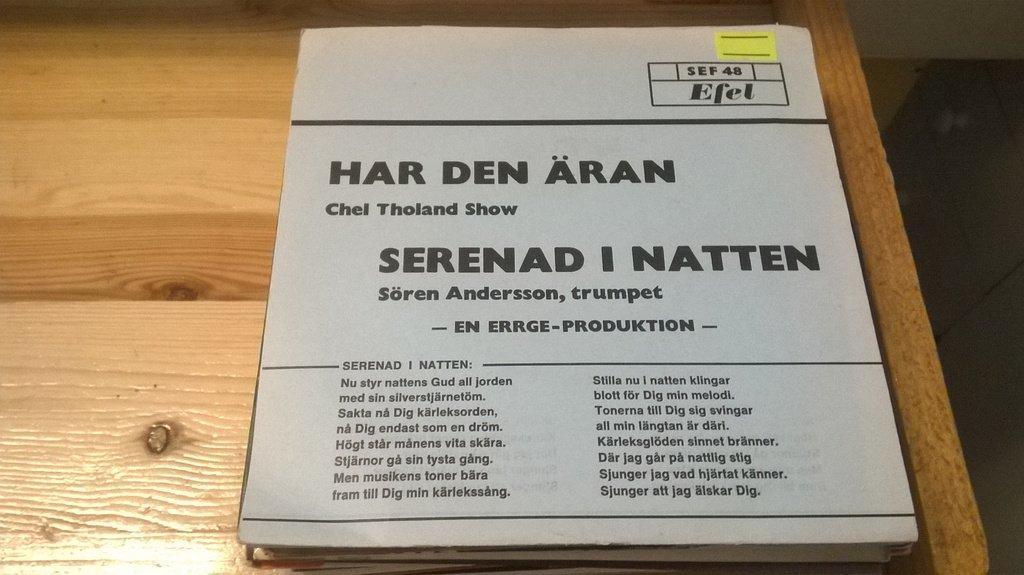 SEF 48
Efel
HAR DEN ÄRAN
Chel Tholand Show
SERENAD I NATTEN
Sören Andersson, trumpet
— EN ERRGE-PRODUKTION —
SERENAD I NATTEN:
Nu styr nattens Gud all jorden
med sin silverstjärnetöm.
Sakta nå Dig kärleksorden,
nå Dig endast som en dröm.
Högt står månens vita skära.
Stjärnor gå sin tysta gång.
Men musikens toner bära
fram till Dig min kärlekssång.
Stilla nu i natten klingar
blott för Dig min melodi.
Tonerna till Dig sig svingar
all min längtan är däri.
Kärleksglöden sinnet bränner.
Där jag går på nattlig stig
Sjunger jag vad hjärtat känner.
Sjunger att jag älskar Dig.